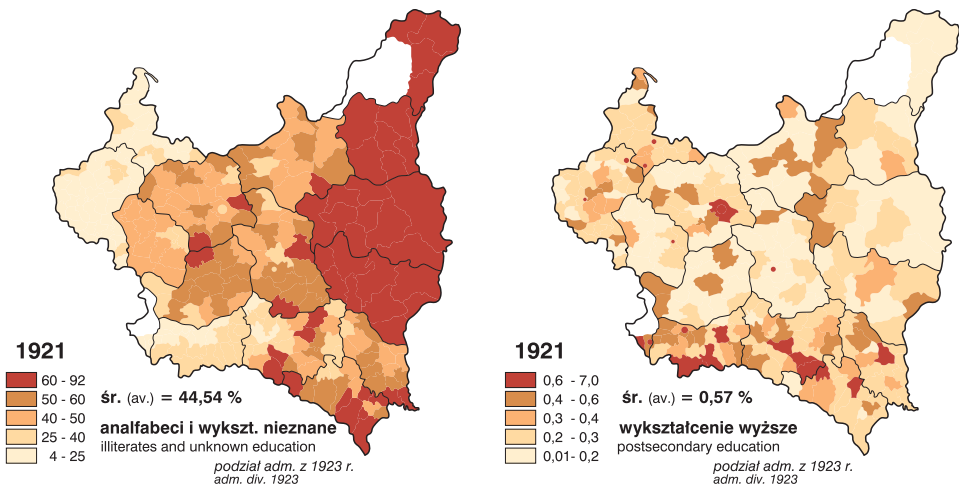 1921
60 - 92
50 - 60
40 - 50
25 - 40
4 - 25
śr. (av.) = 44,54 %
analfabeci i wykszt. nieznane
illiterates and unknown education
podział adm. z 1923 r.
adm. div. 1923
1921
0,6 - 7,0
0,4 - 0,6
0,3 - 0,4
0,2 - 0,3
0,01- 0,2
śr. (av.) = 0,57 %
wykształcenie wyższe
postsecondary education
podział adm. z 1923 r.
adm. div. 1923